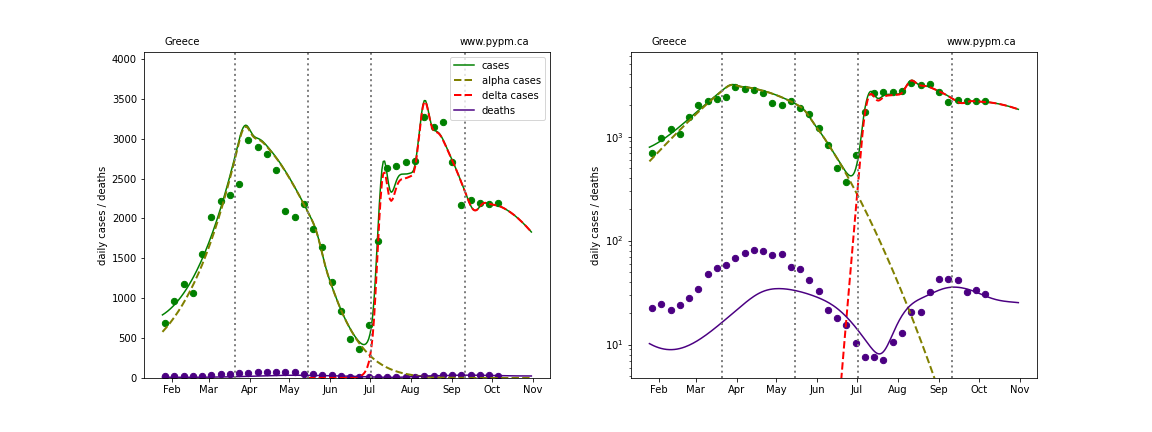 Greece www.pypm.ca
4000
3500
3000
2500
2000
1500
1000
500
0
daily cases / deaths
cases
alpha cases
delta cases
deaths
Feb Mar Apr May Jun Jul Aug Sep Oct Nov
Greece www.pypm.ca
10³
10²
10¹
daily cases / deaths
Feb Mar Apr May Jun Jul Aug Sep Oct Nov